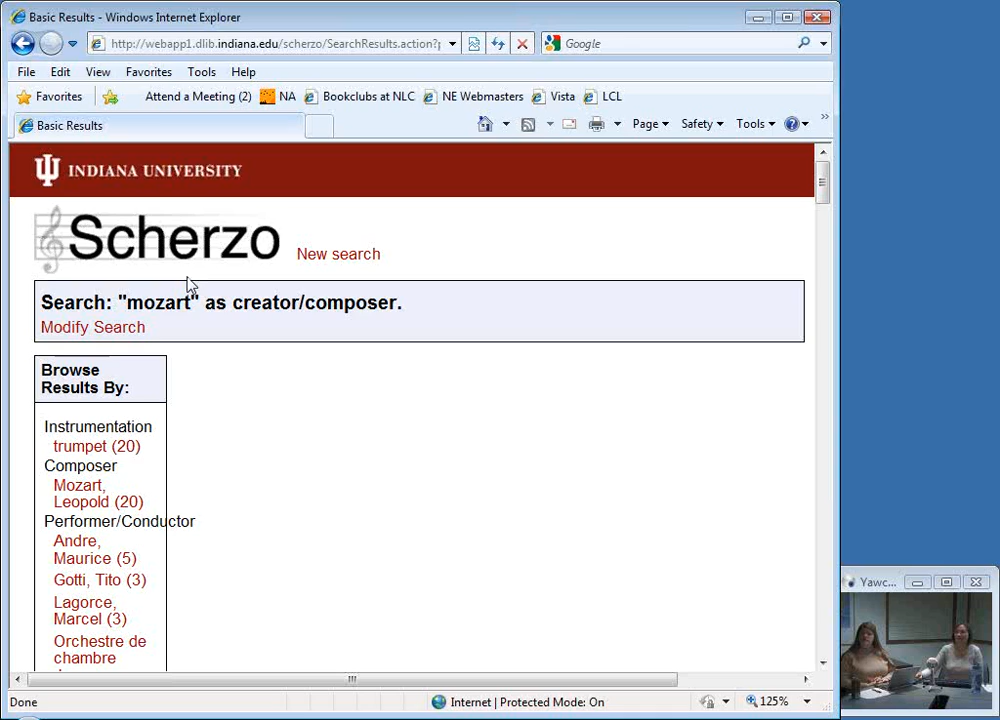 Basic Results - Windows Internet Explorer
http://webapp1.dlib.indiana.edu/scherzo/SearchResults.action?
Google
File Edit View Favorites Tools Help
Favorites Attend a Meeting (2) NA Bookclubs at NLC NE Webmasters Vista LCL
Basic Results Page Safety Tools
INDIANA UNIVERSITY
Scherzo New search
Search: "mozart" as creator/composer.
Modify Search
Browse
Results By:
Instrumentation
trumpet (20)
Composer
Mozart,
Leopold (20)
Performer/Conductor
Andre,
Maurice (5)
Gotti, Tito (3)
Lagorce,
Marcel (3)
Orchestre de
chambre
Yawc...
Done Internet | Protected Mode: On 125%